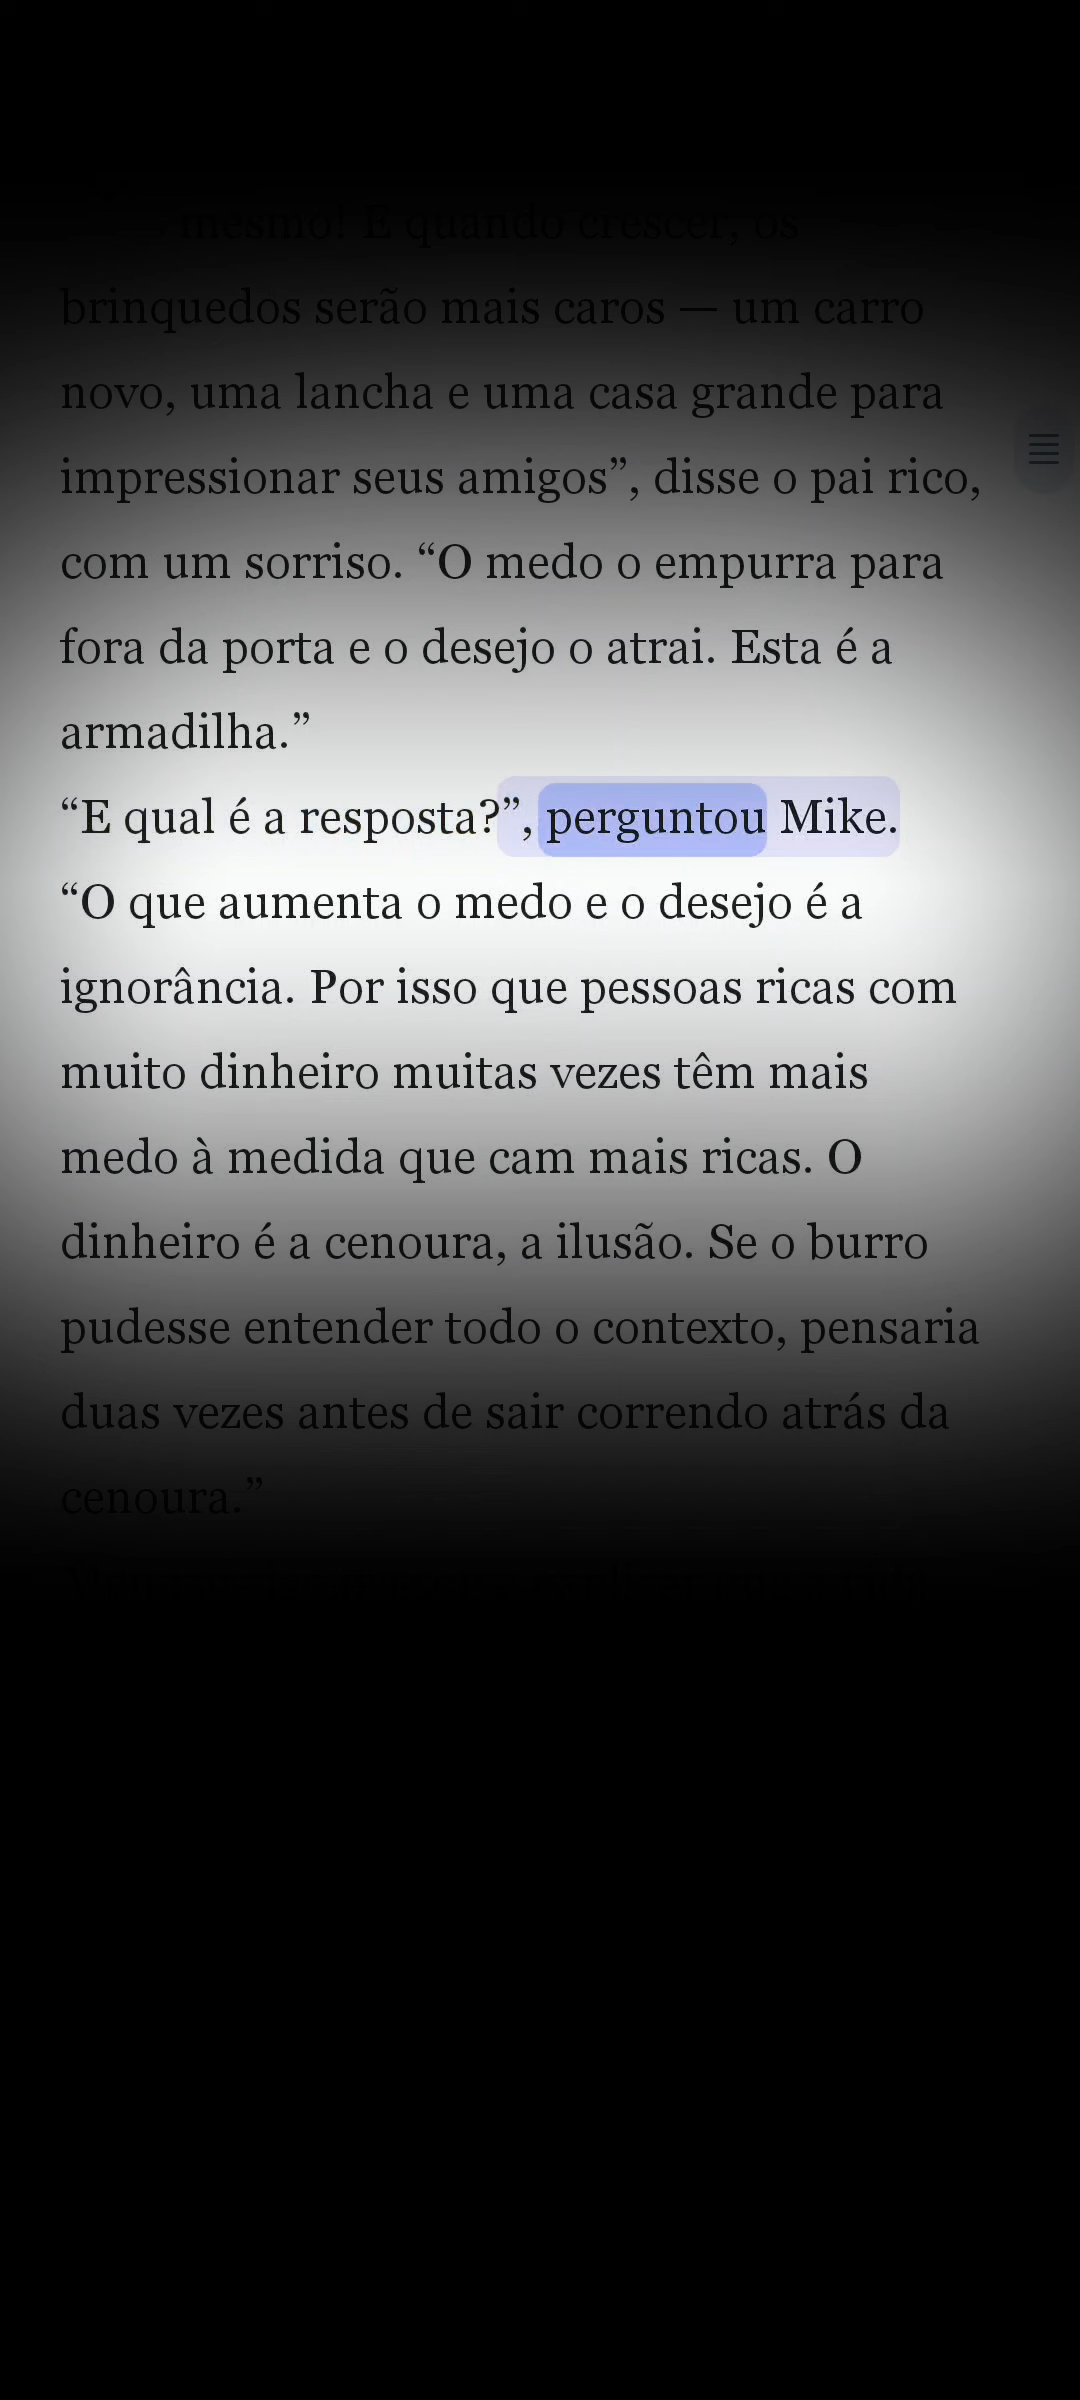 mesmo! E quando crescer, os
brinquedos serão mais caros — um carro
novo, uma lancha e uma casa grande para
impressionar seus amigos”, disse o pai rico,
com um sorriso. “O medo o empurra para
fora da porta e o desejo o atrai. Esta é a
armadilha.”
“E qual é a resposta?”, perguntou Mike.
“O que aumenta o medo e o desejo é a
ignorância. Por isso que pessoas ricas com
muito dinheiro muitas vezes têm mais
medo à medida que cam mais ricas. O
dinheiro é a cenoura, a ilusão. Se o burro
pudesse entender todo o contexto, pensaria
duas vezes antes de sair correndo atrás da
cenoura.”